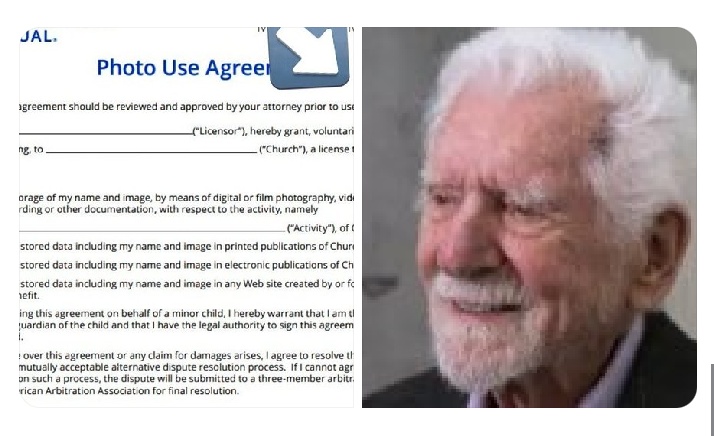 UAL®
Photo Use Agreer
agreement should be reviewed and approved by your attorney prior to use
("Licensor"), hereby grant, voluntari
ng, to ("Church"), a license t
orage of my name and image, by means of digital or film photography, vide
rding or other documentation, with respect to the activity, namely
("Activity"), of C
stored data including my name and image in printed publications of Churc
stored data including my name and image in electronic publications of Ch
stored data including my name and image in any Web site created by or fo
nefit.
ing this agreement on behalf of a minor child, I hereby warrant that I am th
guardian of the child and that I have the legal authority to sign this agreem
over this agreement or any claim for damages arises, I agree to resolve th
mutually acceptable alternative dispute resolution process. If I cannot agr
on such a process, the dispute will be submitted to a three-member arbitra
erican Arbitration Association for final resolution.